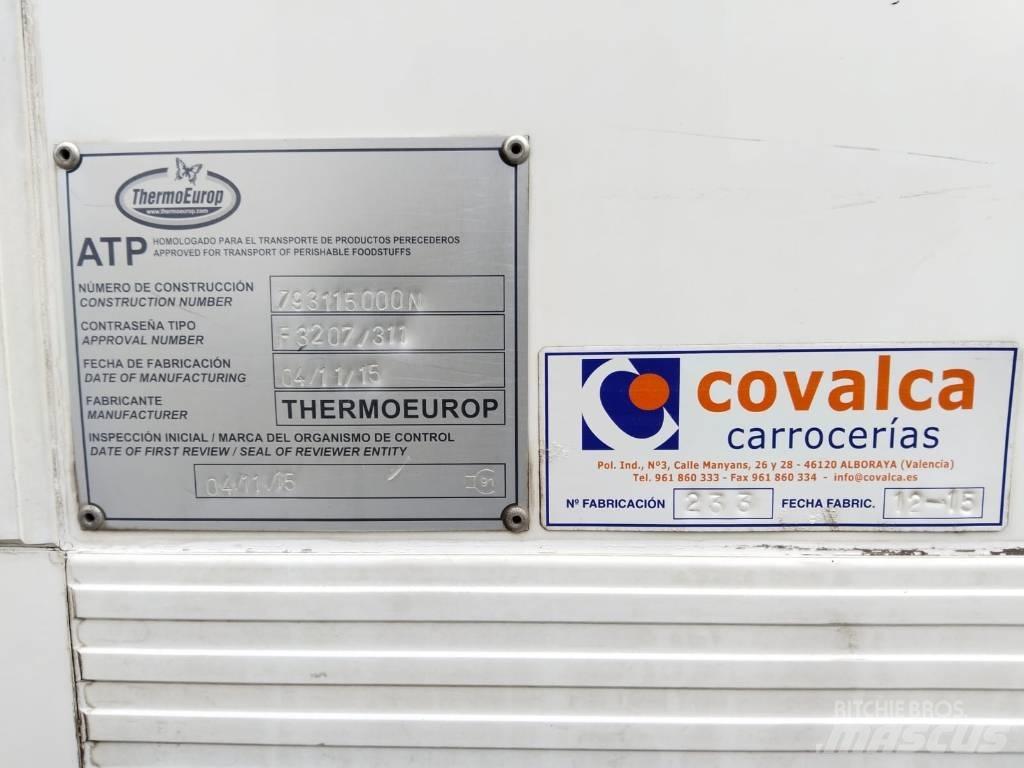 ThermoEurop
www.thermoeurop.com
ATP HOMOLOGADO PARA EL TRANSPORTE DE PRODUCTOS PERECEDEROS
APPROVED FOR TRANSPORT OF PERISHABLE FOODSTUFFS
NÚMERO DE CONSTRUCCIÓN
CONSTRUCTION NUMBER
793115000N
CONTRASEÑA TIPO
APPROVAL NUMBER
F3207/311
FECHA DE FABRICACIÓN
DATE OF MANUFACTURING
04/11/15
FABRICANTE
MANUFACTURER
THERMOEUROP
INSPECCIÓN INICIAL / MARCA DEL ORGANISMO DE CONTROL
DATE OF FIRST REVIEW / SEAL OF REVIEWER ENTITY
04/11/15
covalca
carrocerías
Pol. Ind., Nº3, Calle Manyans, 26 y 28 - 46120 ALBORAYA (Valencia)
Tel. 961 860 333 - Fax 961 860 334 - info@covalca.es
Nº FABRICACIÓN 233 FECHA FABRIC. 12-15
RITCHIE BROS.
MASCUS